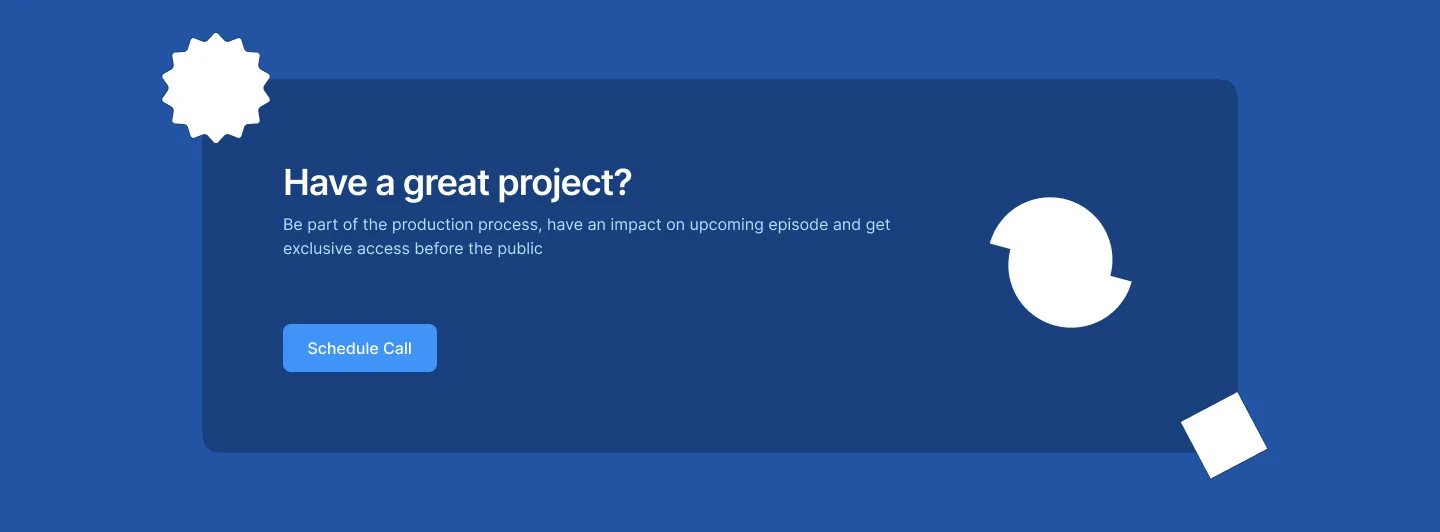 Have a great project?
Be part of the production process, have an impact on upcoming episode and get
exclusive access before the public
Schedule Call